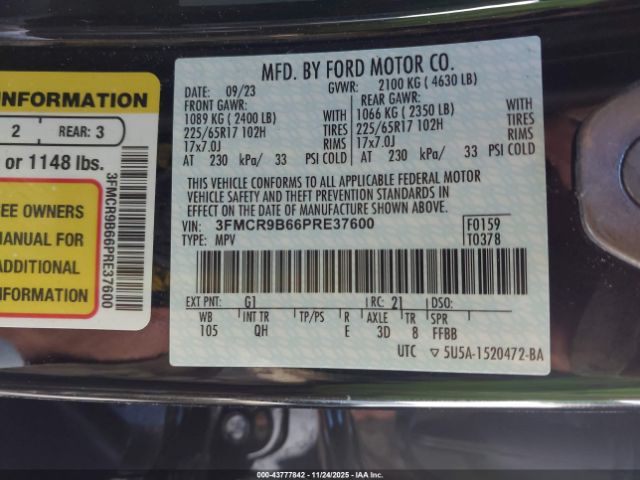 INFORMATION
2
REAR: 3
or 1148 lbs.
EE OWNERS
MANUAL FOR
ADDITIONAL
INFORMATION
3FMCR9B66PRE37600
MFD. BY FORD MOTOR CO.
DATE: 09/23 GVWR: 2100 KG ( 4630 LB)
FRONT GAWR: REAR GAWR:
1089 KG ( 2400 LB) WITH 1066 KG ( 2350 LB) WITH
225/65R17 102H TIRES 225/65R17 102H TIRES
17x7.0J RIMS 17x7.0J RIMS
AT 230 kPa/ 33 PSI COLD AT 230 kPa/ 33 PSI COLD
THIS VEHICLE CONFORMS TO ALL APPLICABLE FEDERAL MOTOR
VEHICLE SAFETY AND THEFT PREVENTION STANDARDS IN
EFFECT ON THE DATE OF MANUFACTURE SHOWN ABOVE.
VIN: 3FMCR9B66PRE37600 F0159
TYPE: MPV T0378
EXT PNT: G1 RC: 21 DSO:
WB INT TR TP/PS R AXLE TR SPR
105 QH E 3D 8 FFBB
UTC ▽5U5A-1520472-BA
© 43777842 - 11/24/2025 - IAAI.COM